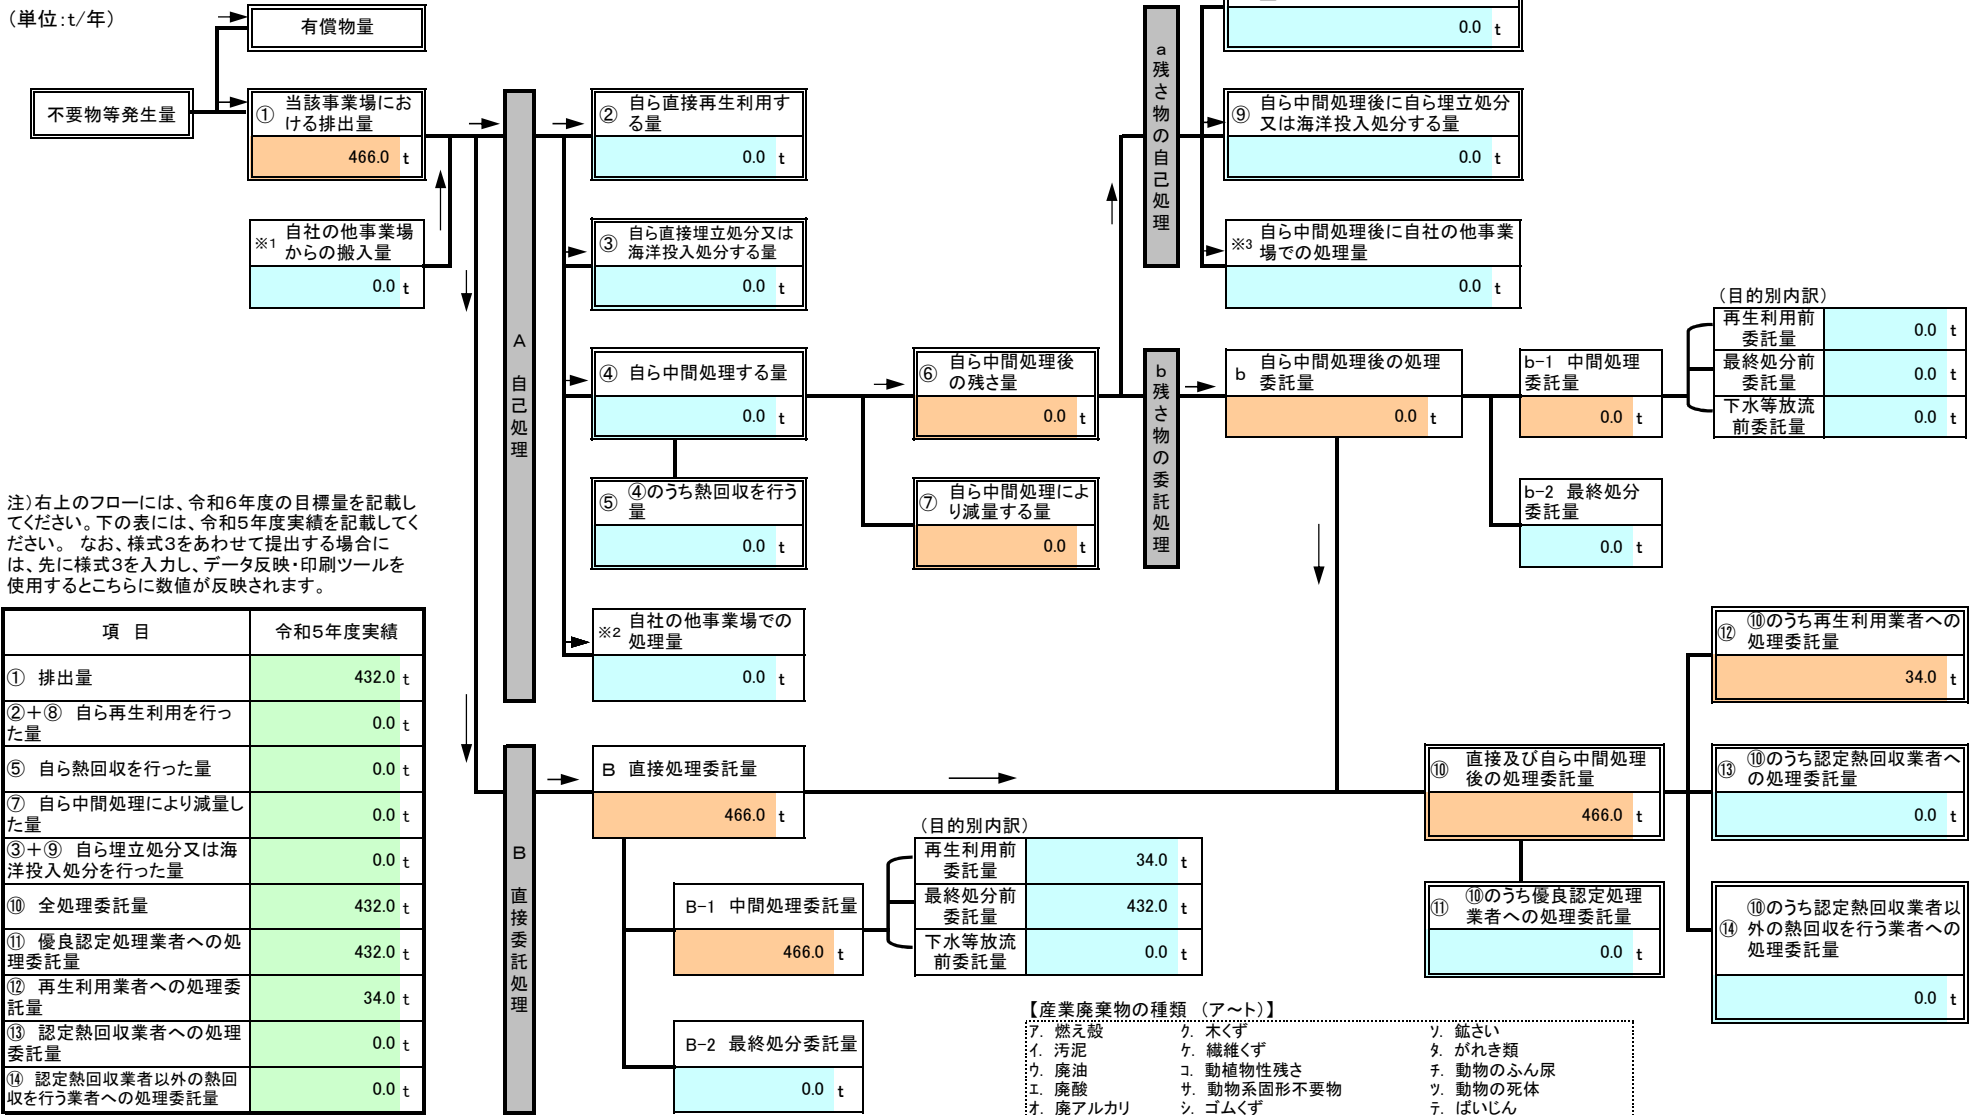 (単位:t/年)
有償物量
不要物等発生量
① 当該事業場にお
ける排出量
466.0 t
※1 自社の他事業場
からの搬入量
0.0 t
A 自己処理
② 自ら直接再生利用す
る量
0.0 t
③ 自ら直接埋立処分又は
海洋投入処分する量
0.0 t
④ 自ら中間処理する量
0.0 t
⑤ ④のうち熱回収を行う
量
0.0 t
※2 自社の他事業場での
処理量
0.0 t
⑥ 自ら中間処理後
の残さ量
0.0 t
⑦ 自ら中間処理によ
り減量する量
0.0 t
a 残さ物の自己処理
0.0 t
⑨ 自ら中間処理後に自ら埋立処分
又は海洋投入処分する量
0.0 t
※3 自ら中間処理後に自社の他事業
場での処理量
0.0 t
b 残さ物の委託処理
b 自ら中間処理後の処理
委託量
0.0 t
b-1 中間処理
委託量
0.0 t
b-2 最終処分
委託量
0.0 t
(目的別内訳)
再生利用前
委託量
0.0 t
最終処分前
委託量
0.0 t
下水等放流
前委託量
0.0 t
注)右上のフローには、令和6年度の目標量を記載し
てください。下の表には、令和5年度実績を記載してく
ださい。 なお、様式3をあわせて提出する場合に
は、先に様式3を入力し、データ反映・印刷ツールを
使用するとこちらに数値が反映されます。
項 目 令和5年度実績
① 排出量 432.0 t
②+⑧ 自ら再生利用を行っ
た量 0.0 t
⑤ 自ら熱回収を行った量 0.0 t
⑦ 自ら中間処理により減量し
た量 0.0 t
③+⑨ 自ら埋立処分又は海
洋投入処分を行った量 0.0 t
⑩ 全処理委託量 432.0 t
⑪ 優良認定処理業者への処
理委託量 432.0 t
⑫ 再生利用業者への処理委
託量 34.0 t
⑬ 認定熱回収業者への処理
委託量 0.0 t
⑭ 認定熱回収業者以外の熱回
収を行う業者への処理委託量 0.0 t
B 直接委託処理
B 直接処理委託量
466.0 t
B-1 中間処理委託量
466.0 t
B-2 最終処分委託量
0.0 t
(目的別内訳)
再生利用前
委託量
34.0 t
最終処分前
委託量
432.0 t
下水等放流
前委託量
0.0 t
⑩ 直接及び自ら中間処理
後の処理委託量
466.0 t
⑪ ⑩のうち優良認定処理
業者への処理委託量
0.0 t
⑫ ⑩のうち再生利用業者への
処理委託量
34.0 t
⑬ ⑩のうち認定熱回収業者へ
の処理委託量
0.0 t
⑭ ⑩のうち認定熱回収業者以
外の熱回収を行う業者への
処理委託量
0.0 t
【産業廃棄物の種類 (ア~ト)】
ア. 燃え殻 ク. 木くず ソ. 鉱さい
イ. 汚泥 ケ. 繊維くず タ. がれき類
ウ. 廃油 コ. 動植物性残さ チ. 動物のふん尿
エ. 廃酸 サ. 動物系固形不要物 ツ. 動物の死体
オ. 廃アルカリ シ. ゴムくず テ. ばいじん